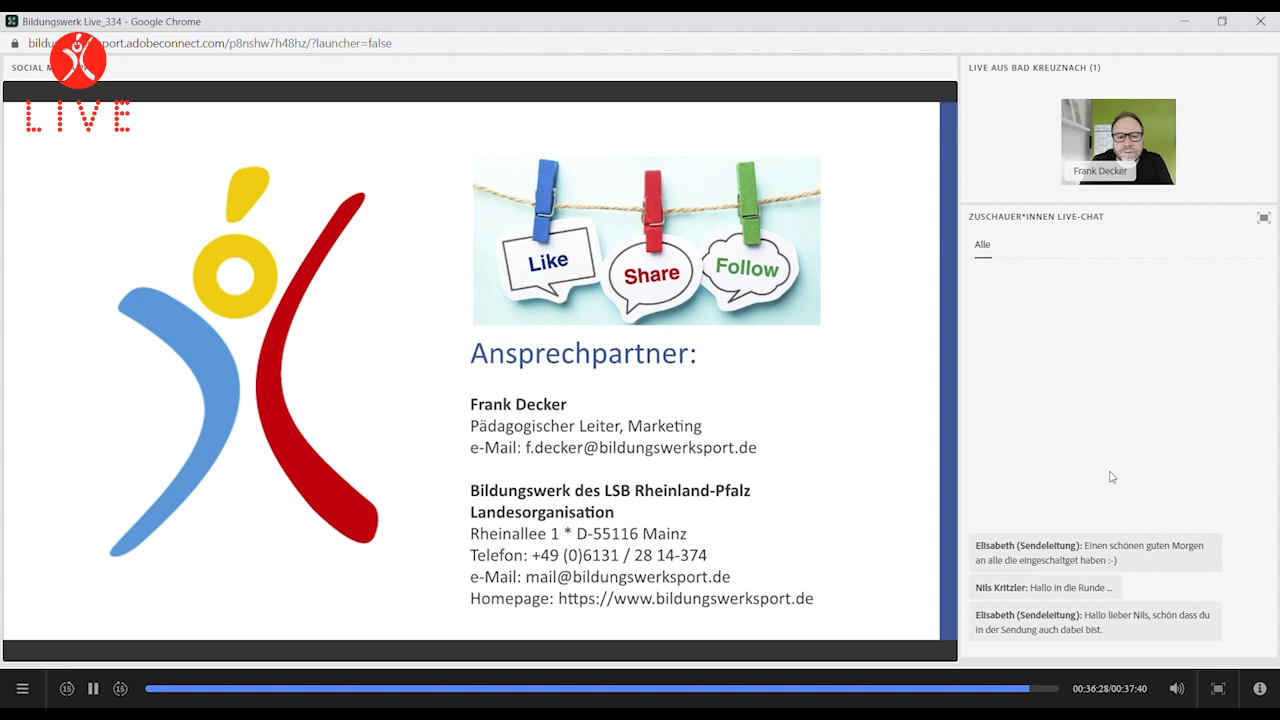 Bildungswerk Live_334 - Google Chrome
port.adobeconnect.com/p8nshw7h48hz/?launcher=false
SOCIAL
LIVE
LIVE AUS BAD KREUZNACH (1)
Frank Decker
ZUSCHAUER*INNEN LIVE-CHAT
Alle
Like
Share
Follow
Ansprechpartner:
Frank Decker
Pädagogischer Leiter, Marketing
e-Mail: f.decker@bildungswerksport.de
Bildungswerk des LSB Rheinland-Pfalz
Landesorganisation
Rheinallee 1 * D-55116 Mainz
Telefon: +49 (0)6131 / 28 14-374
e-Mail: mail@bildungswerksport.de
Homepage: https://www.bildungswerksport.de
Elisabeth (Sendeleitung): Einen schönen guten Morgen
an alle die eingeschaltget haben :-)
Nils Kritzler: Hallo in die Runde ...
Elisabeth (Sendeleitung): Hallo lieber Nils, schön dass du
in der Sendung auch dabei bist.
15
15
00:36:28/00:37:40